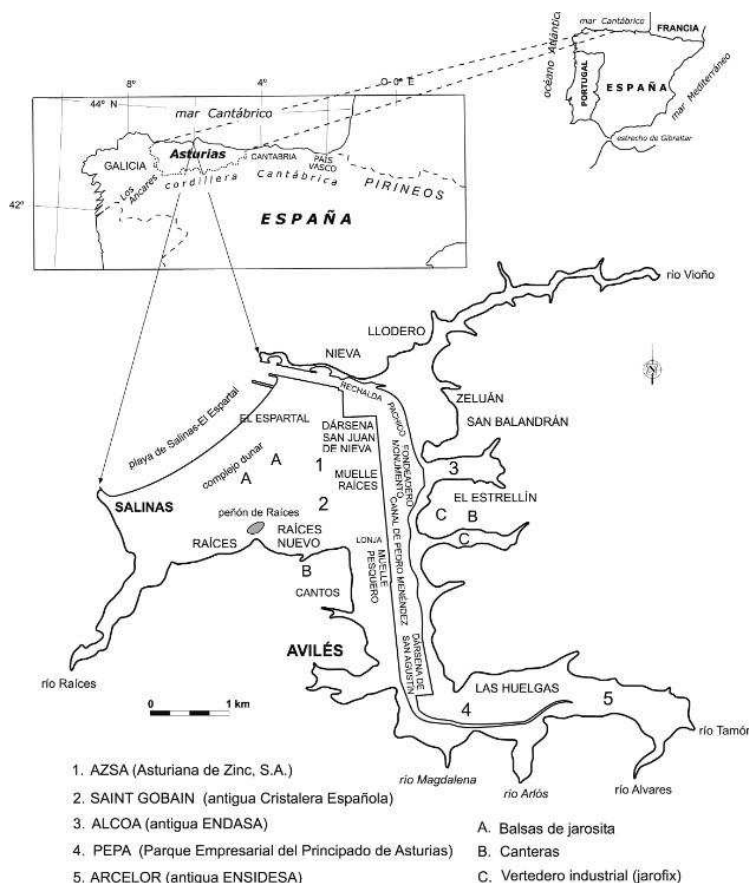 mar Cantábrico
FRANCIA
océano Atlántico
PORTUGAL
ESPAÑA
mar Mediterráneo
estrecho de Gibraltar
8º
4º
O-0º E
44º N
mar Cantábrico
GALICIA
Asturias
CANTABRIA
PAÍS
VASCO
Los Ancares
cordillera Cantábrica
PIRINEOS
42º
ESPAÑA
río Vioño
LLODERO
NIEVA
N
RECHALDA
ZELUÁN
PACHICO
SAN BALANDRÁN
playa de Salinas-El Espartal
EL ESPARTAL
DÁRSENA
SAN JUAN
DE NIEVA
FONDEADERO
MONUMENTO
complejo dunar
A
A
1
3
MUELLE
RAÍCES
EL ESTRELLÍN
SALINAS
2
C
B
peñón de Raíces
RAÍCES
RAÍCES
NUEVO
C
LONJA
MUELLE
PESQUERO
CANAL DE PEDRO MENÉNDEZ
B
CANTOS
AVILÉS
DÁRSENA DE
SAN AGUSTÍN
río Raíces
LAS HUELGAS
4
5
0
1 km
río Tamón
río Magdalena
río Arlós
río Alvares
1. AZSA (Asturiana de Zinc, S.A.)
2. SAINT GOBAIN (antigua Cristalera Española)
3. ALCOA (antigua ENDASA)
4. PEPA (Parque Empresarial del Principado de Asturias)
5. ARCELOR (antigua ENSIDESA)
A. Balsas de jarosita
B. Canteras
C. Vertedero industrial (jarofix)